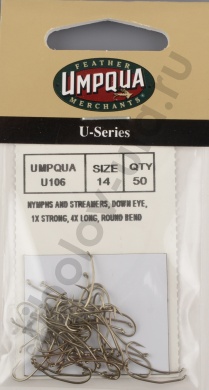 FEATHER
UMPQUA
MERCHANTS
U-Series
UMPQUA SIZE QTY
U106 14 50
NYMPHS AND STREAMERS, DOWN EYE,
1X STRONG, 4X LONG, ROUND BEND